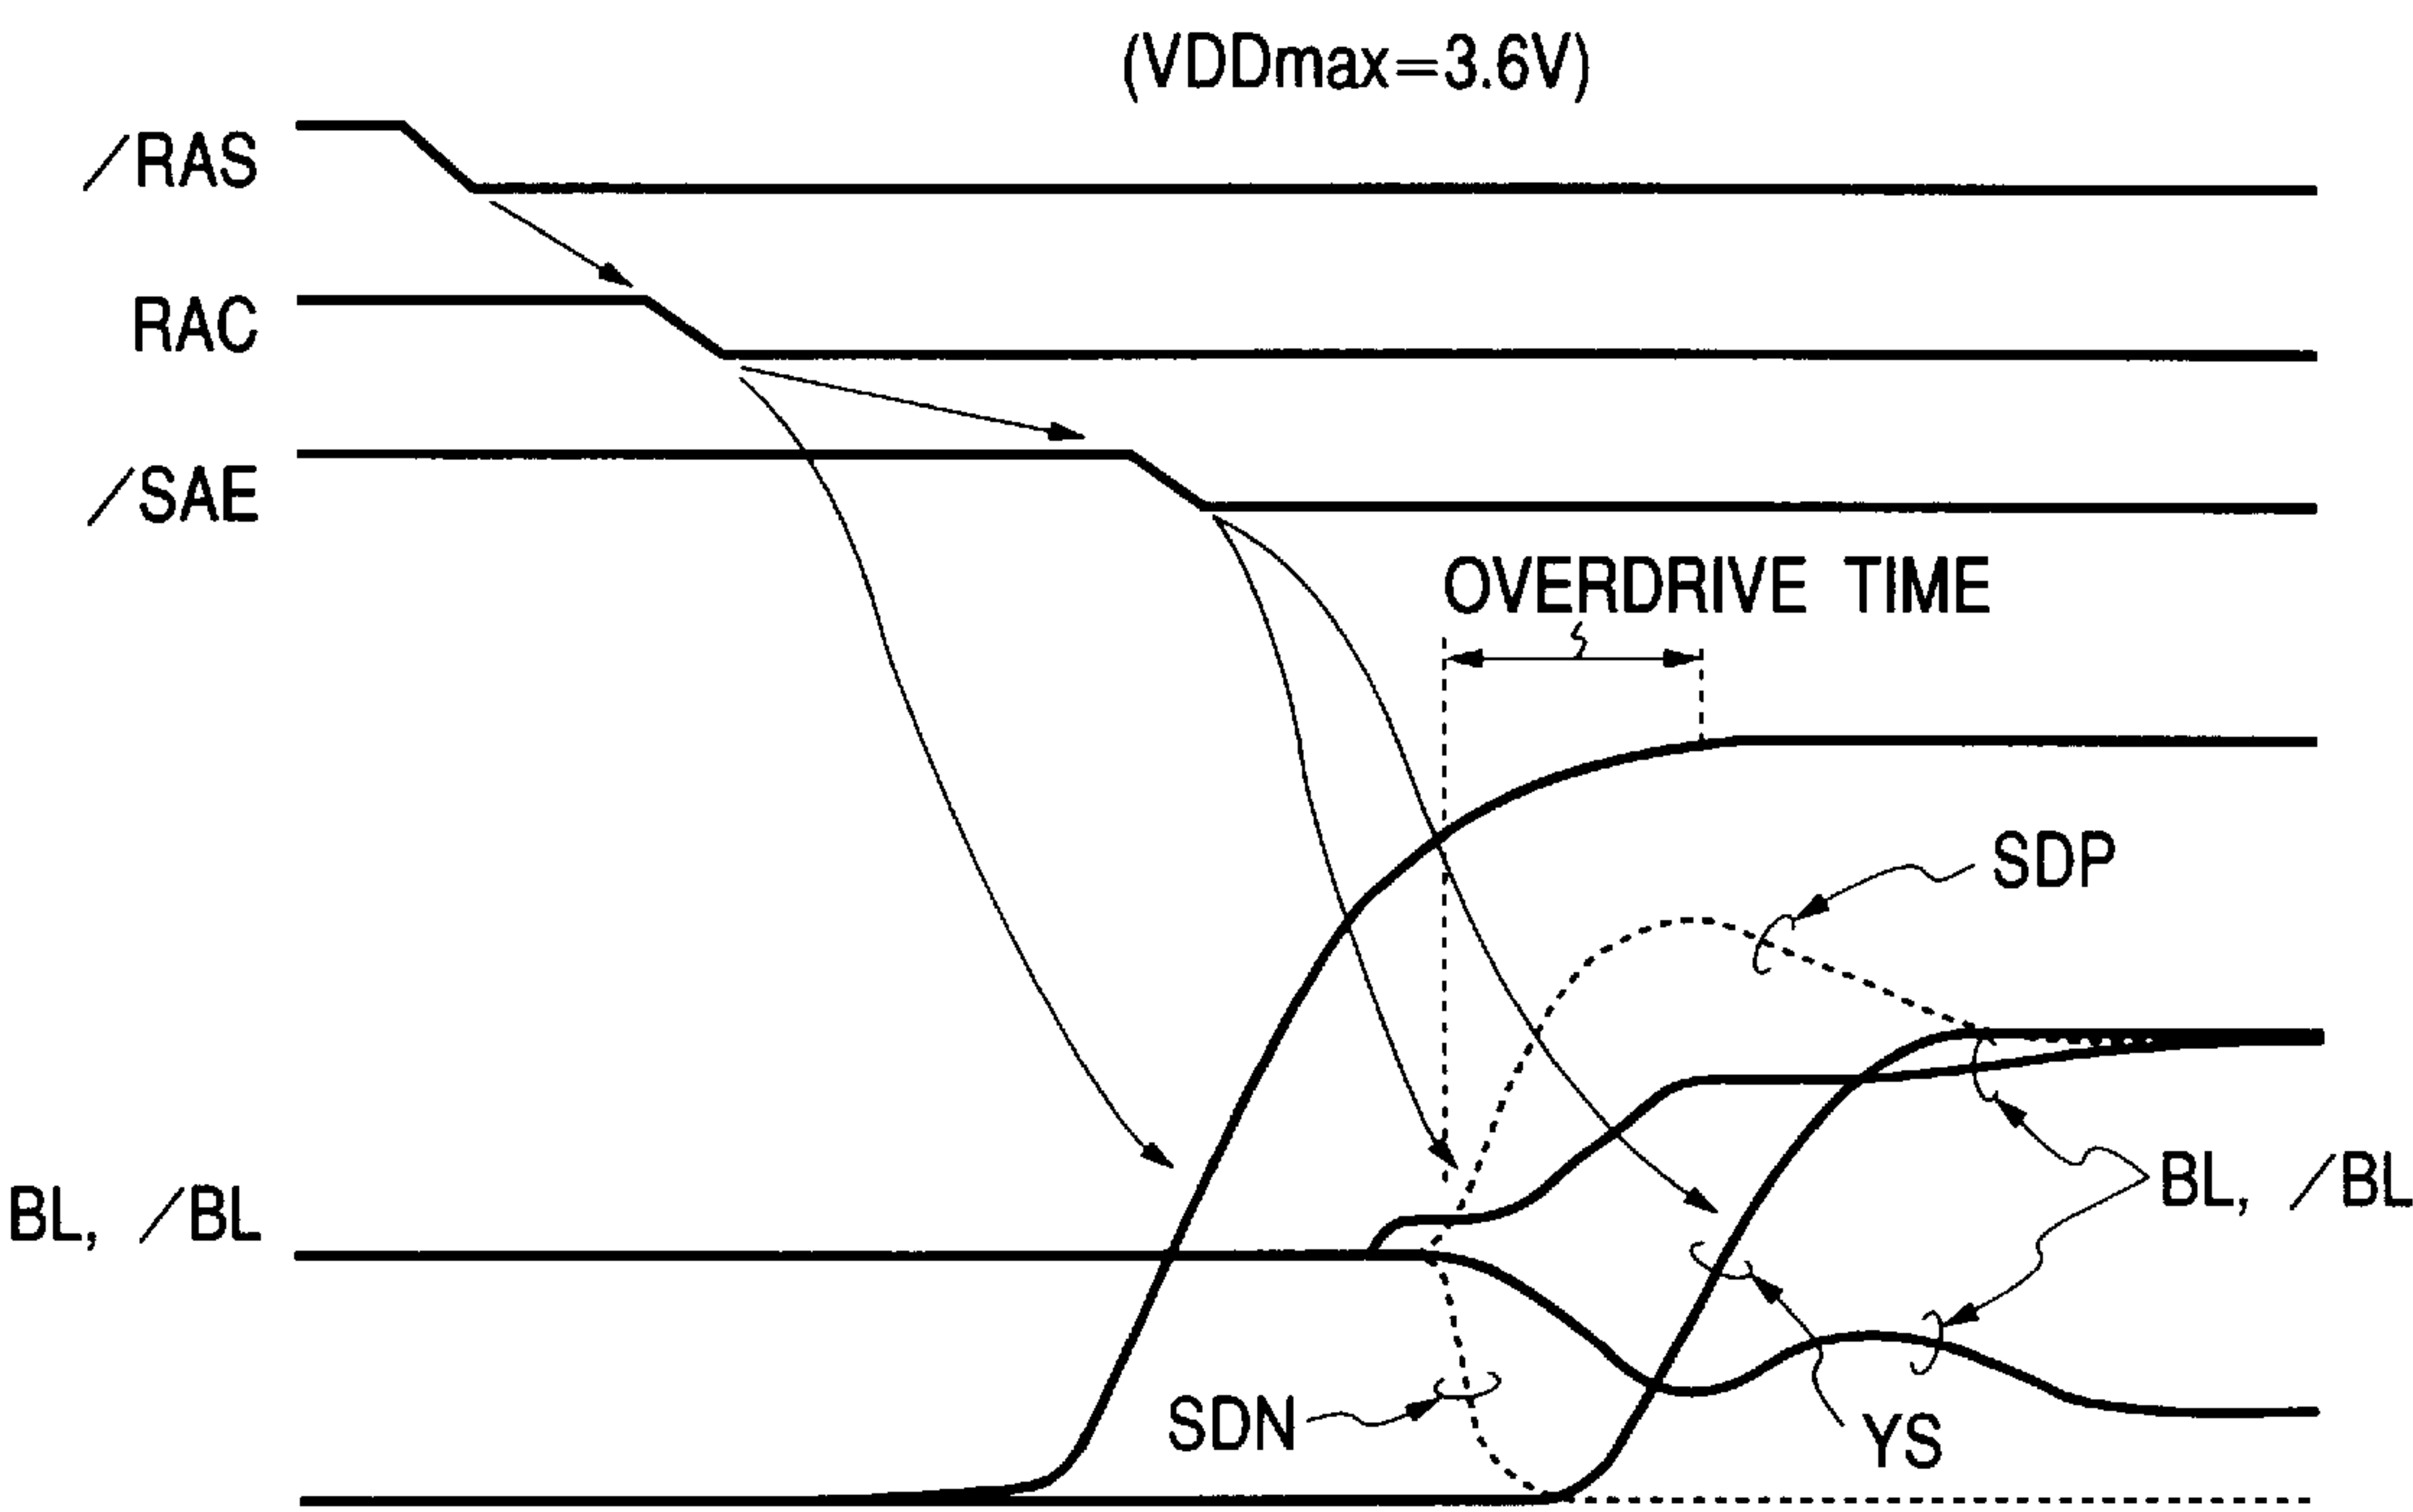 (VDDmax=3.6V)
/RAS
RAC
/SAE
OVERDRIVE TIME
SDP
BL, /BL
BL, /BL
SDN
YS